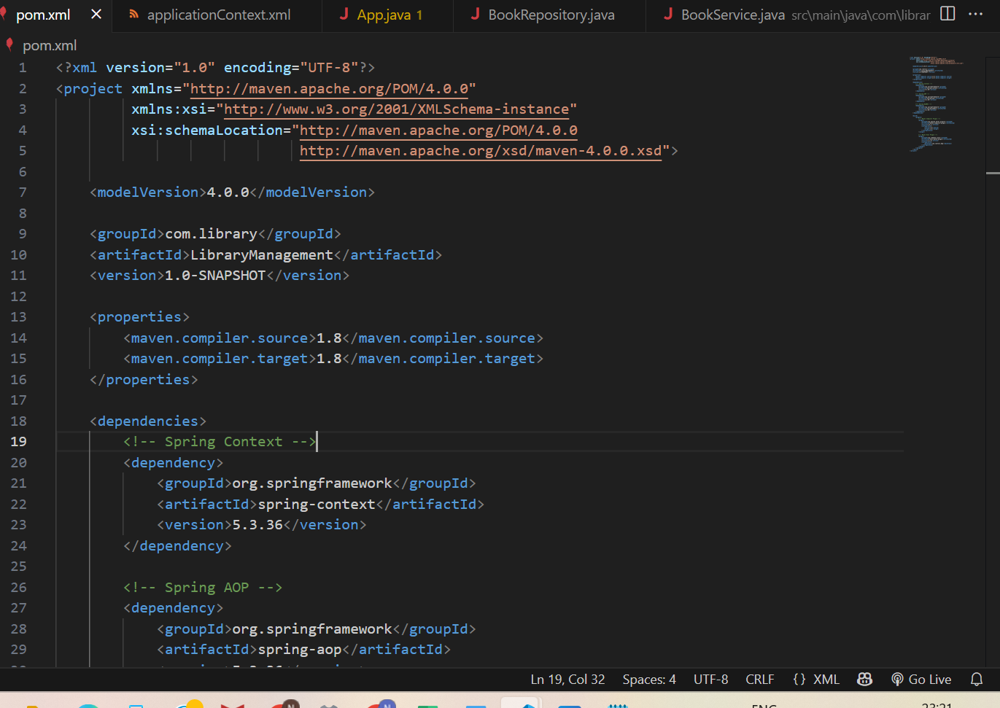 pom.xml × applicationContext.xml J App.java 1 J BookRepository.java J BookService.java src\main\java\com\librar ···
pom.xml
1 <?xml version="1.0" encoding="UTF-8"?>
2 <project xmlns="http://maven.apache.org/POM/4.0.0"
3 xmlns:xsi="http://www.w3.org/2001/XMLSchema-instance"
4 xsi:schemaLocation="http://maven.apache.org/POM/4.0.0
5 http://maven.apache.org/xsd/maven-4.0.0.xsd">
6
7 <modelVersion>4.0.0</modelVersion>
8
9 <groupId>com.library</groupId>
10 <artifactId>LibraryManagement</artifactId>
11 <version>1.0-SNAPSHOT</version>
12
13 <properties>
14 <maven.compiler.source>1.8</maven.compiler.source>
15 <maven.compiler.target>1.8</maven.compiler.target>
16 </properties>
17
18 <dependencies>
19 <!-- Spring Context -->
20 <dependency>
21 <groupId>org.springframework</groupId>
22 <artifactId>spring-context</artifactId>
23 <version>5.3.36</version>
24 </dependency>
25
26 <!-- Spring AOP -->
27 <dependency>
28 <groupId>org.springframework</groupId>
29 <artifactId>spring-aop</artifactId>
Ln 19, Col 32 Spaces: 4 UTF-8 CRLF {} XML Go Live
N N ENG 23:21